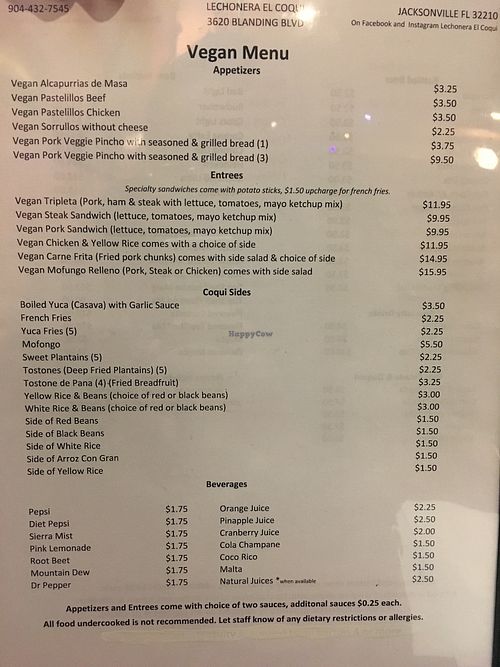 904-432-7545
LECHONERA EL COQUI
3620 BLANDING BLVD
JACKSONVILLE FL 32210
On Facebook and Instagram Lechonera El Coqui
Vegan Menu
Appetizers
Vegan Alcapurrias de Masa $3.25
Vegan Pastelillos Beef $3.50
Vegan Pastelillos Chicken $3.50
Vegan Sorrullos without cheese $2.25
Vegan Pork Veggie Pincho with seasoned & grilled bread (1) $3.75
Vegan Pork Veggie Pincho with seasoned & grilled bread (3) $9.50
Entrees
Specialty sandwiches come with potato sticks, $1.50 upcharge for french fries.
Vegan Tripleta (Pork, ham & steak with lettuce, tomatoes, mayo ketchup mix) $11.95
Vegan Steak Sandwich (lettuce, tomatoes, mayo ketchup mix) $9.95
Vegan Pork Sandwich (lettuce, tomatoes, mayo ketchup mix) $9.95
Vegan Chicken & Yellow Rice comes with a choice of side $11.95
Vegan Carne Frita (Fried pork chunks) comes with side salad & choice of side $14.95
Vegan Mofungo Relleno (Pork, Steak or Chicken) comes with side salad $15.95
Coqui Sides
Boiled Yuca (Casava) with Garlic Sauce $3.50
French Fries $2.25
Yuca Fries (5) $2.25
Mofongo $5.50
Sweet Plantains (5) $2.25
Tostones (Deep Fried Plantains) (5) $2.25
Tostone de Pana (4) (Fried Breadfruit) $3.25
Yellow Rice & Beans (choice of red or black beans) $3.00
White Rice & Beans (choice of red or black beans) $3.00
Side of Red Beans $1.50
Side of Black Beans $1.50
Side of White Rice $1.50
Side of Arroz Con Gran $1.50
Side of Yellow Rice $1.50
HappyCow
Beverages
Pepsi $1.75 Orange Juice $2.25
Diet Pepsi $1.75 Pinapple Juice $2.50
Sierra Mist $1.75 Cranberry Juice $2.00
Pink Lemonade $1.75 Cola Champane $1.50
Root Beet $1.75 Coco Rico $1.50
Mountain Dew $1.75 Malta $1.50
Dr Pepper $1.75 Natural Juices *when available $2.50
Appetizers and Entrees come with choice of two sauces, additonal sauces $0.25 each.
All food undercooked is not recommended. Let staff know of any dietary restrictions or allergies.